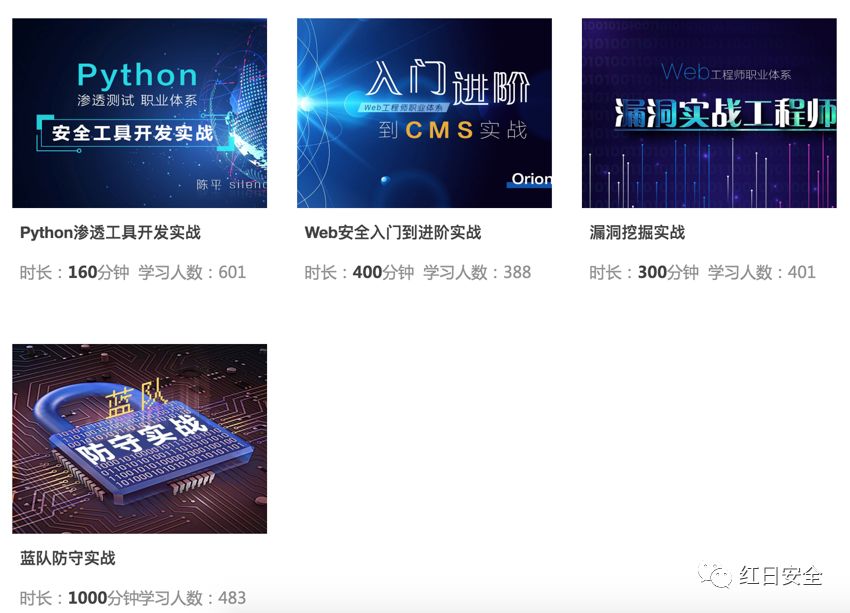 Python
渗透测试 职业体系
安全工具开发实战
陈平 silenc
Python渗透工具开发实战
时长：160分钟 学习人数：601
入门进阶
Web工程师职业体系
到CMS实战
Orion
Web安全入门到进阶实战
时长：400分钟 学习人数：388
Web工程师职业体系
漏洞实战工程师
漏洞挖掘实战
时长：300分钟 学习人数：401
蓝队
防守实战
蓝队防守实战
时长：1000分钟学习人数：483
红日安全